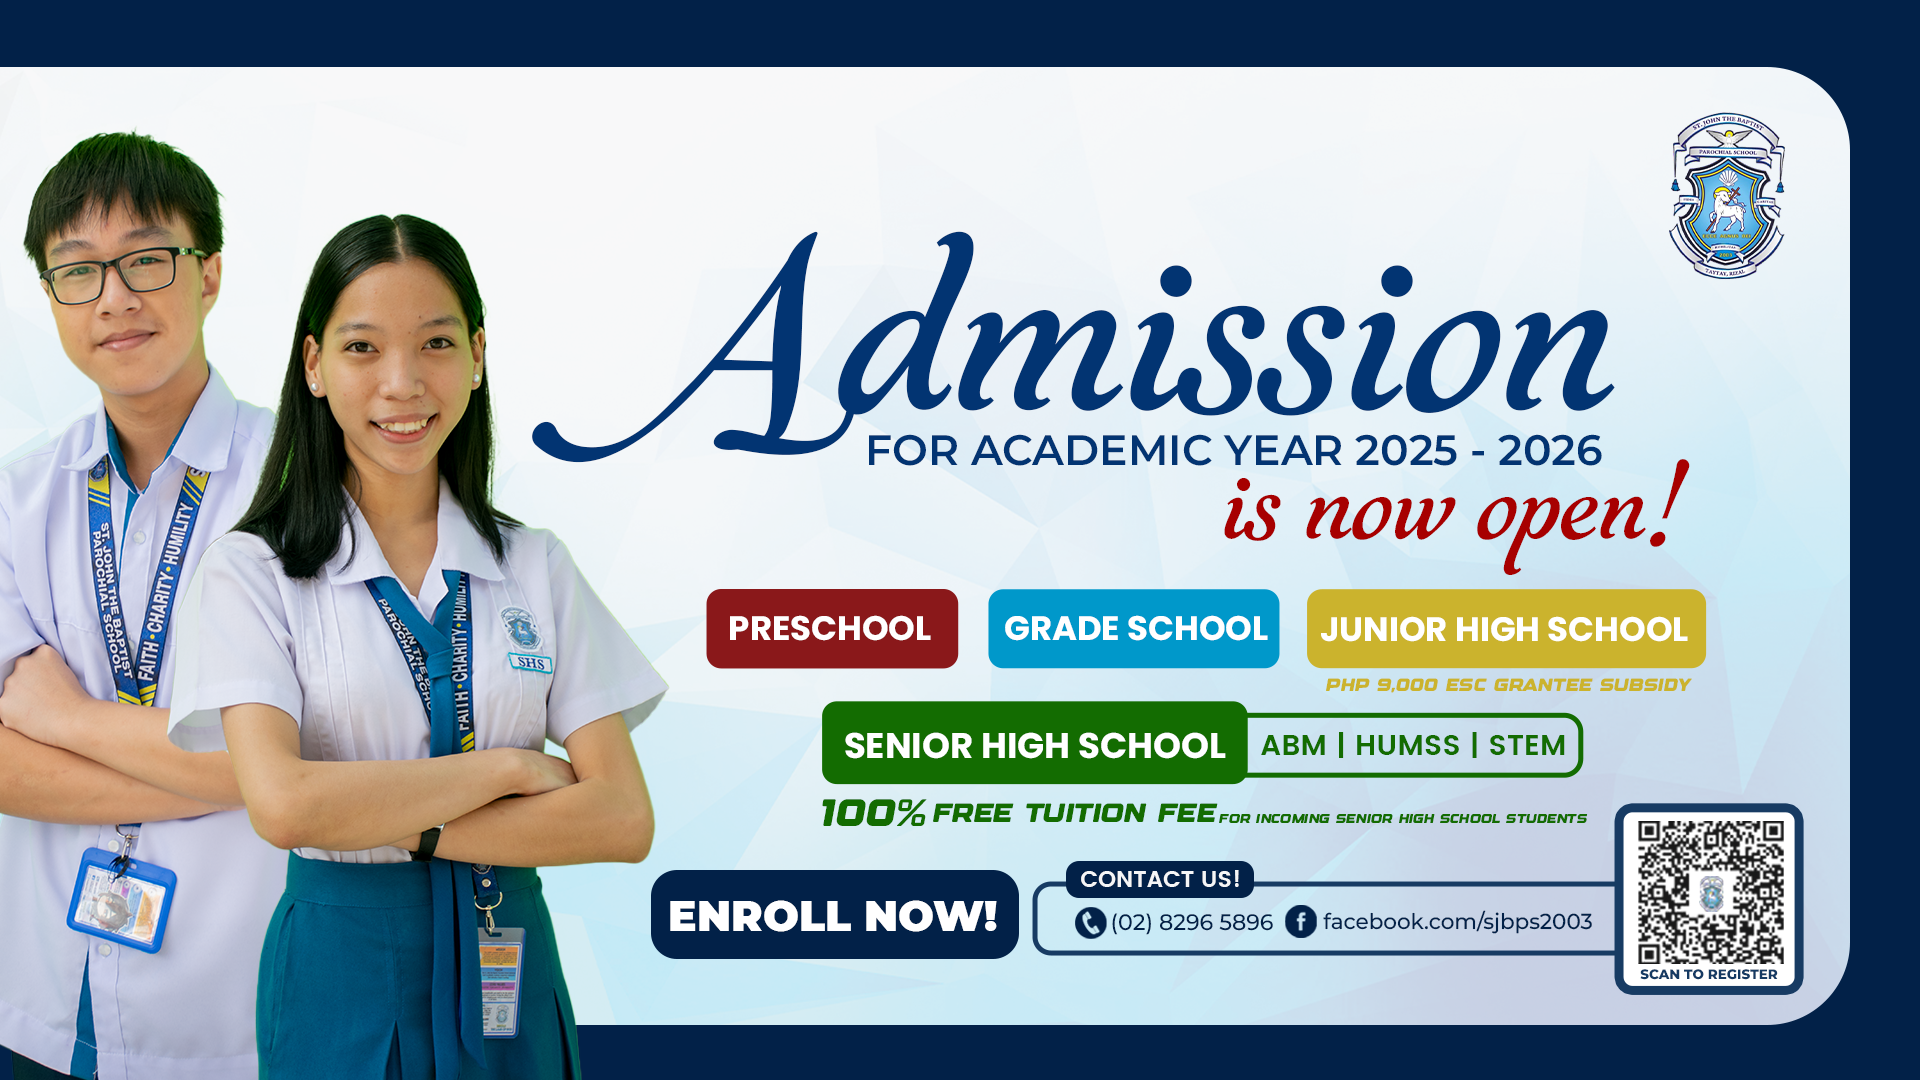 ST. JOHN THE BAPTIST
PAROCHIAL SCHOOL
TAYTAY, RIZAL
Admission
FOR ACADEMIC YEAR 2025 - 2026
is now open!
PRESCHOOL
GRADE SCHOOL
JUNIOR HIGH SCHOOL
PHP 9,000 ESC GRANTEE SUBSIDY
SENIOR HIGH SCHOOL
ABM | HUMSS | STEM
100% FREE TUITION FEE FOR INCOMING SENIOR HIGH SCHOOL STUDENTS
ENROLL NOW!
CONTACT US!
(02) 8296 5896
facebook.com/sjbps2003
SCAN TO REGISTER
ST. JOHN THE BAPTIST
PAROCHIAL SCHOOL
FAITH • CHARITY • HUMILITY
PAROCHIAL
FAITH • CHARITY •
SHS